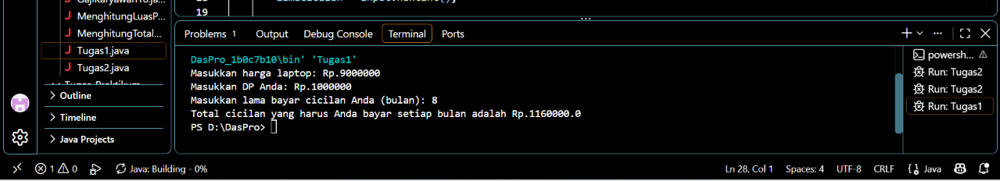 MenghitungLuasP...
MenghitungTotal...
Tugas1.java
Tugas2.java
Outline
Timeline
Java Projects
19
Problems 1 Output Debug Console Terminal Ports
DasPro_1b0c7b10\bin' 'Tugas1'
Masukkan harga laptop: Rp.9000000
Masukkan DP Anda: Rp.1000000
Masukkan lama bayar cicilan Anda (bulan): 8
Total cicilan yang harus Anda bayar setiap bulan adalah Rp.1160000.0
PS D:\DasPro>
powersh...
Run: Tugas2
Run: Tugas2
Run: Tugas1
1 0 Java: Building - 0% Ln 28, Col 1 Spaces: 4 UTF-8 CRLF {} Java